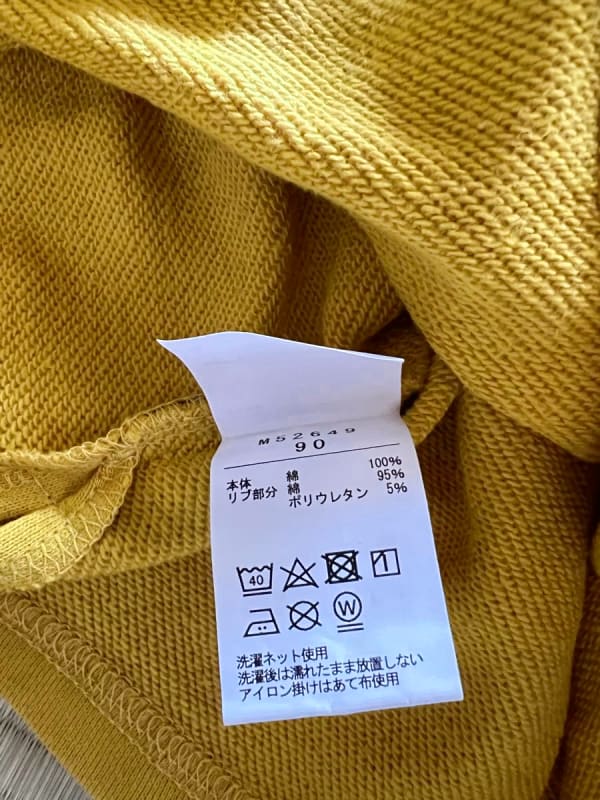 M52649
90
本体 綿 100%
リブ部分 綿 95%
ポリウレタン 5%
40
W
洗濯ネット使用
洗濯後は濡れたまま放置しない
アイロン掛けはあて布使用